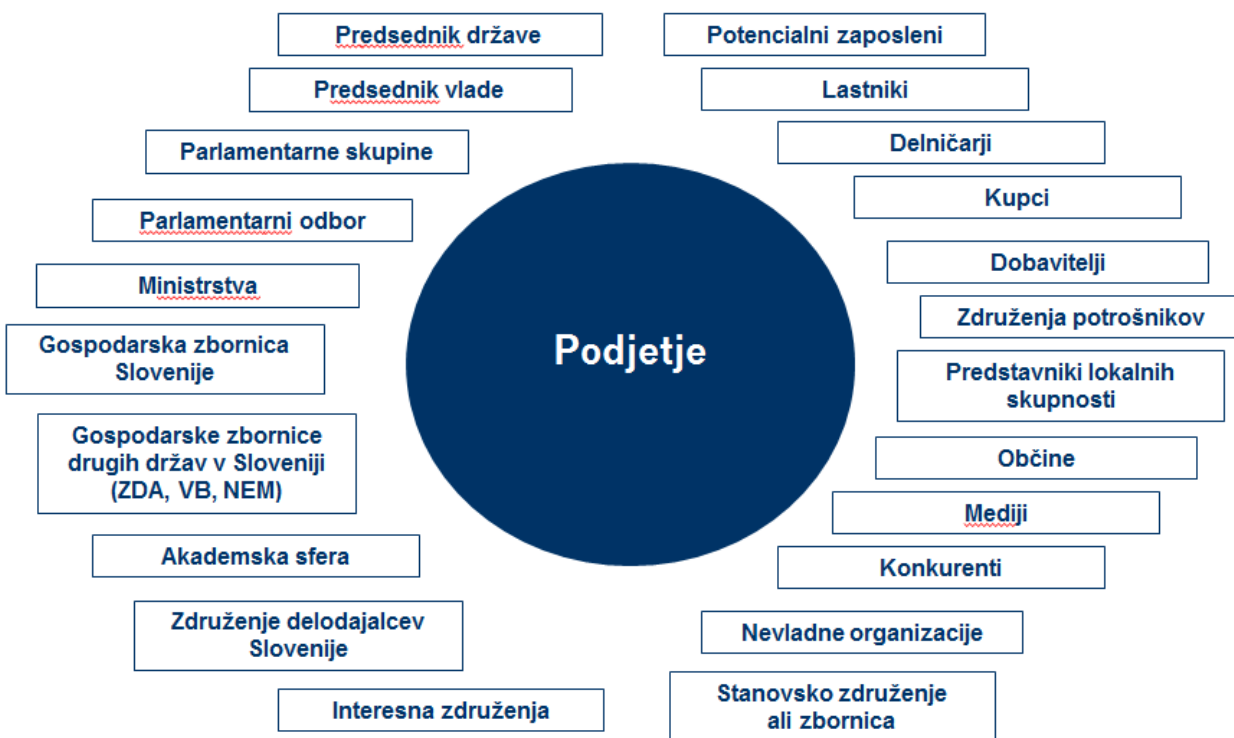 Predsednik države
Predsednik vlade
Parlamentarne skupine
Parlamentarni odbor
Ministrstva
Gospodarska zbornica
Slovenije
Gospodarske zbornice
drugih držav v Sloveniji
(ZDA, VB, NEM)
Akademska sfera
Združenje delodajalcev
Slovenije
Interesna združenja
Podjetje
Potencialni zaposleni
Lastniki
Delničarji
Kupci
Dobavitelji
Združenja potrošnikov
Predstavniki lokalnih
skupnosti
Občine
Mediji
Konkurenti
Nevladne organizacije
Stanovsko združenje
ali zbornica